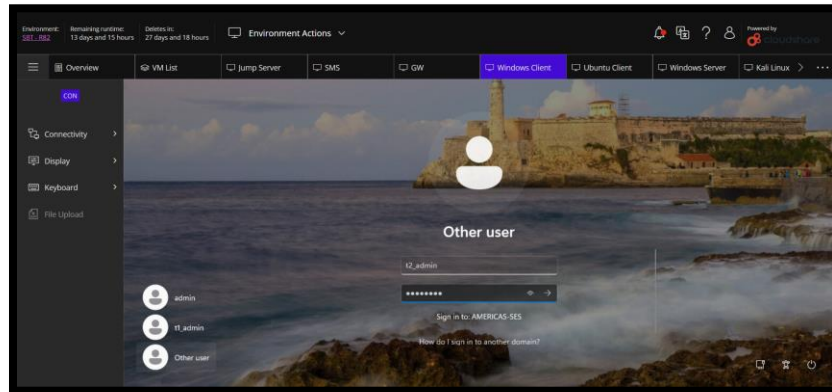 Environment: Remaining runtime: Deletes in:
SBT - R82 13 days and 15 hours 27 days and 18 hours
Environment Actions
Powered by
cloudshare
Overview VM List Jump Server SMS GW Windows Client Ubuntu Client Windows Server Kali Linux
CON
Connectivity
Display
Keyboard
File Upload
Other user
t2_admin
Sign in to: AMERICAS-SES
How do I sign in to another domain?
admin
t1_admin
Other user